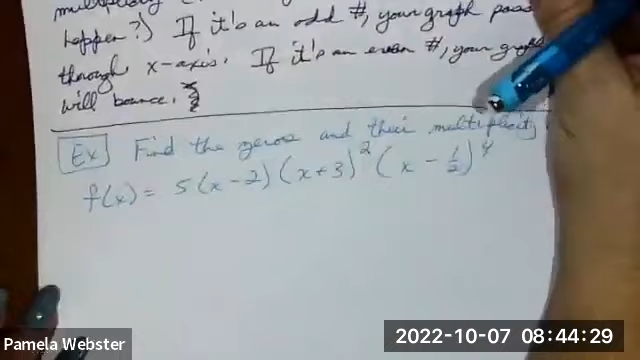 multiplicity
happen?) If it's an odd #, your graph pass
through x-axis. If it's an even #, your graph
will bounce.
Ex Find the zeros and their multiplicity
f(x) = 5(x-2)(x+3)^2(x-1/2)^4
Pamela Webster
2022-10-07 08:44:29